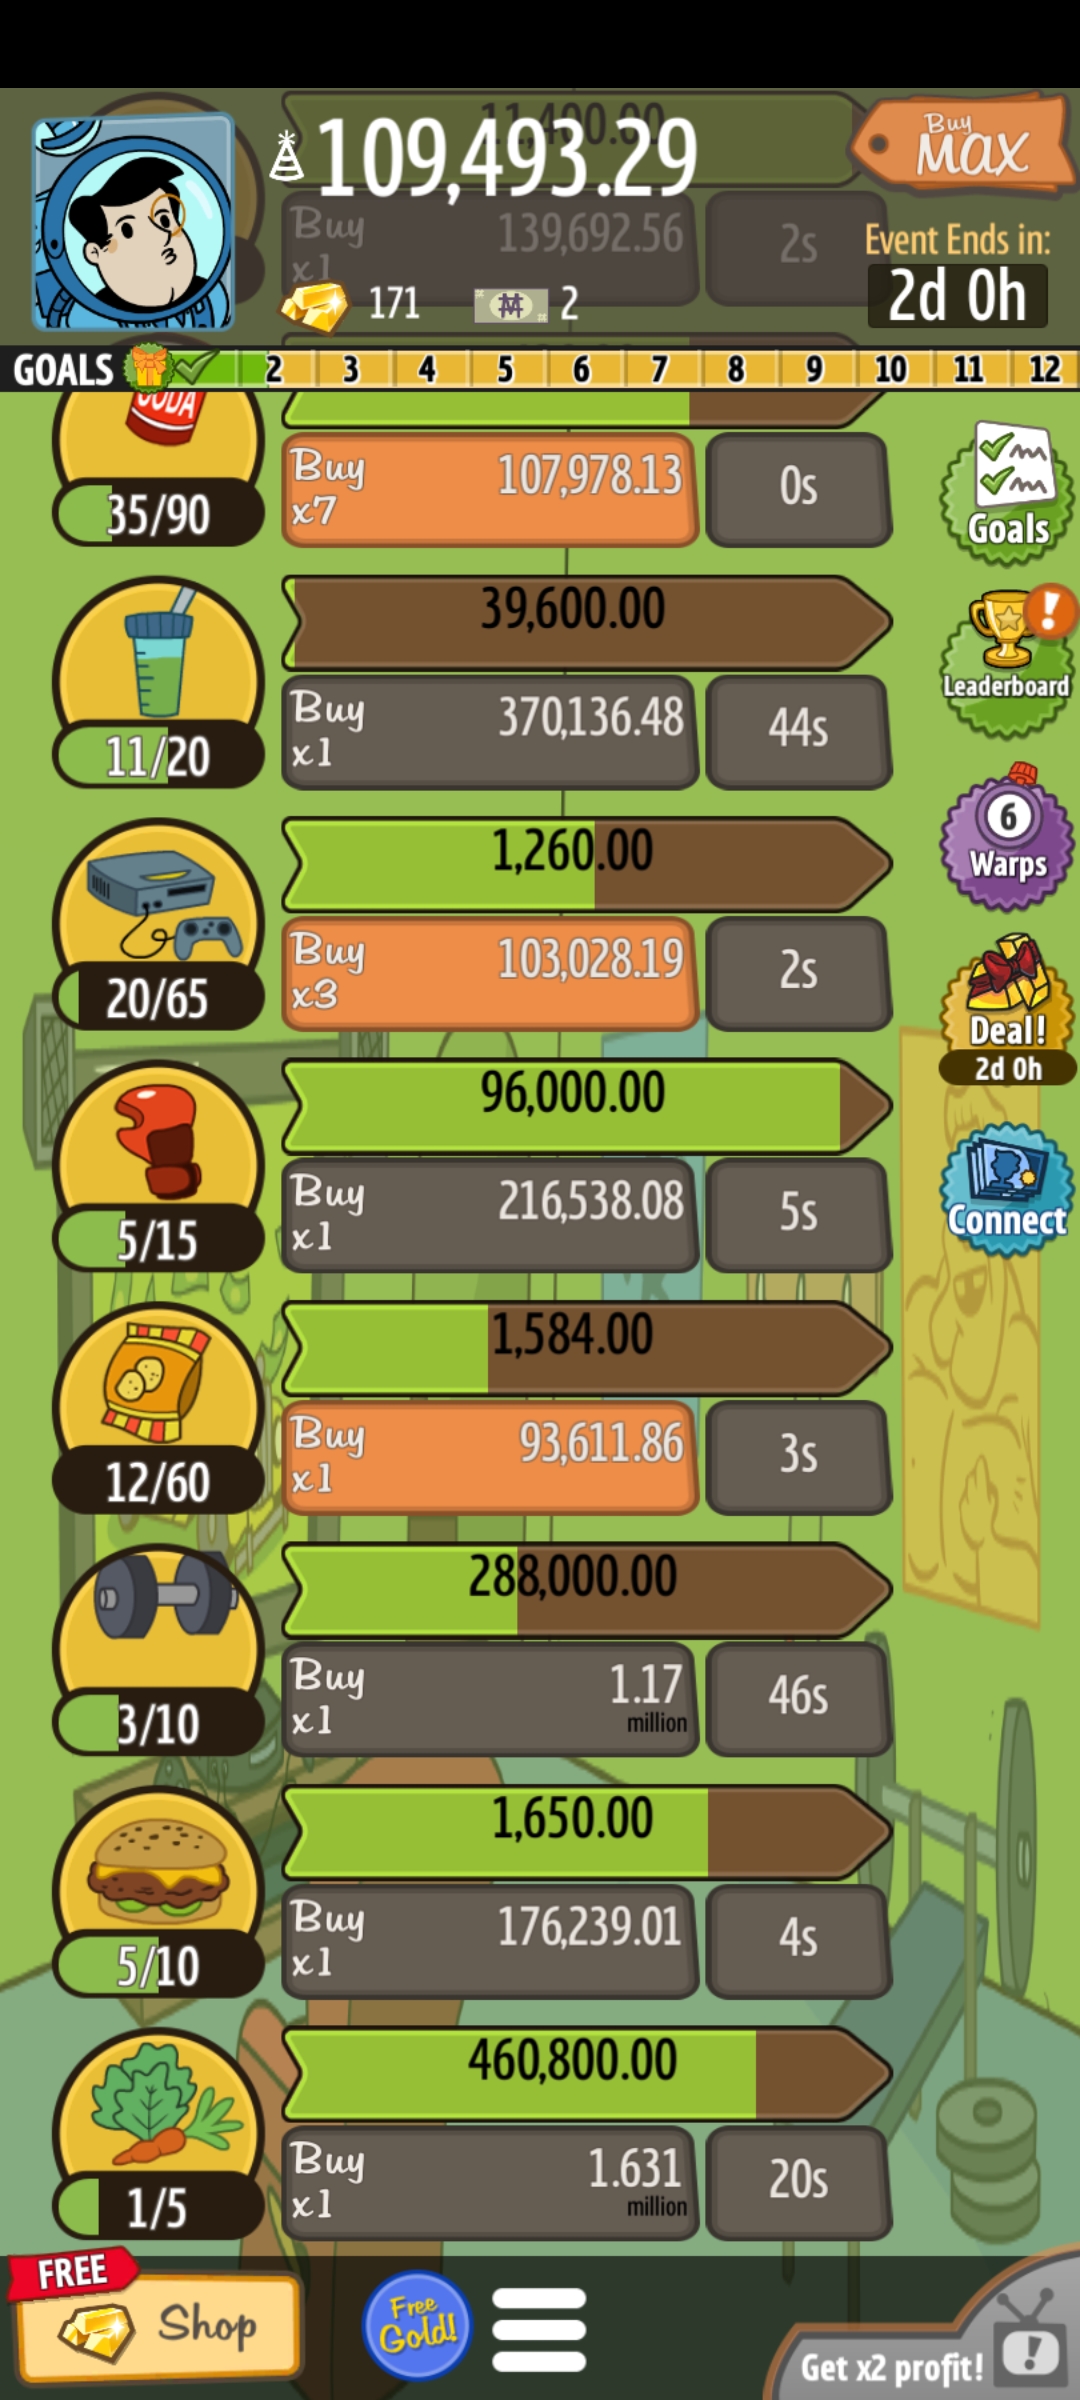 11,400.00
109,493.29
Buy
MAX
Buy 139,692.56
x1
2s
Event Ends in:
2d 0h
171
2
GOALS 2 3 4 5 6 7 8 9 10 11 12
SODA
35/90
Buy 107,978.13
x7
0s
Goals
39,600.00
11/20
Buy 370,136.48
x1
44s
Leaderboard
1,260.00
20/65
Buy 103,028.19
x3
2s
6
Warps
Deal!
2d 0h
96,000.00
5/15
Buy 216,538.08
x1
5s
Connect
1,584.00
12/60
Buy 93,611.86
x1
3s
288,000.00
3/10
Buy 1.17
x1 million
46s
1,650.00
5/10
Buy 176,239.01
x1
4s
460,800.00
1/5
Buy 1.631
x1 million
20s
FREE
Shop
Free
Gold!
Get x2 profit!